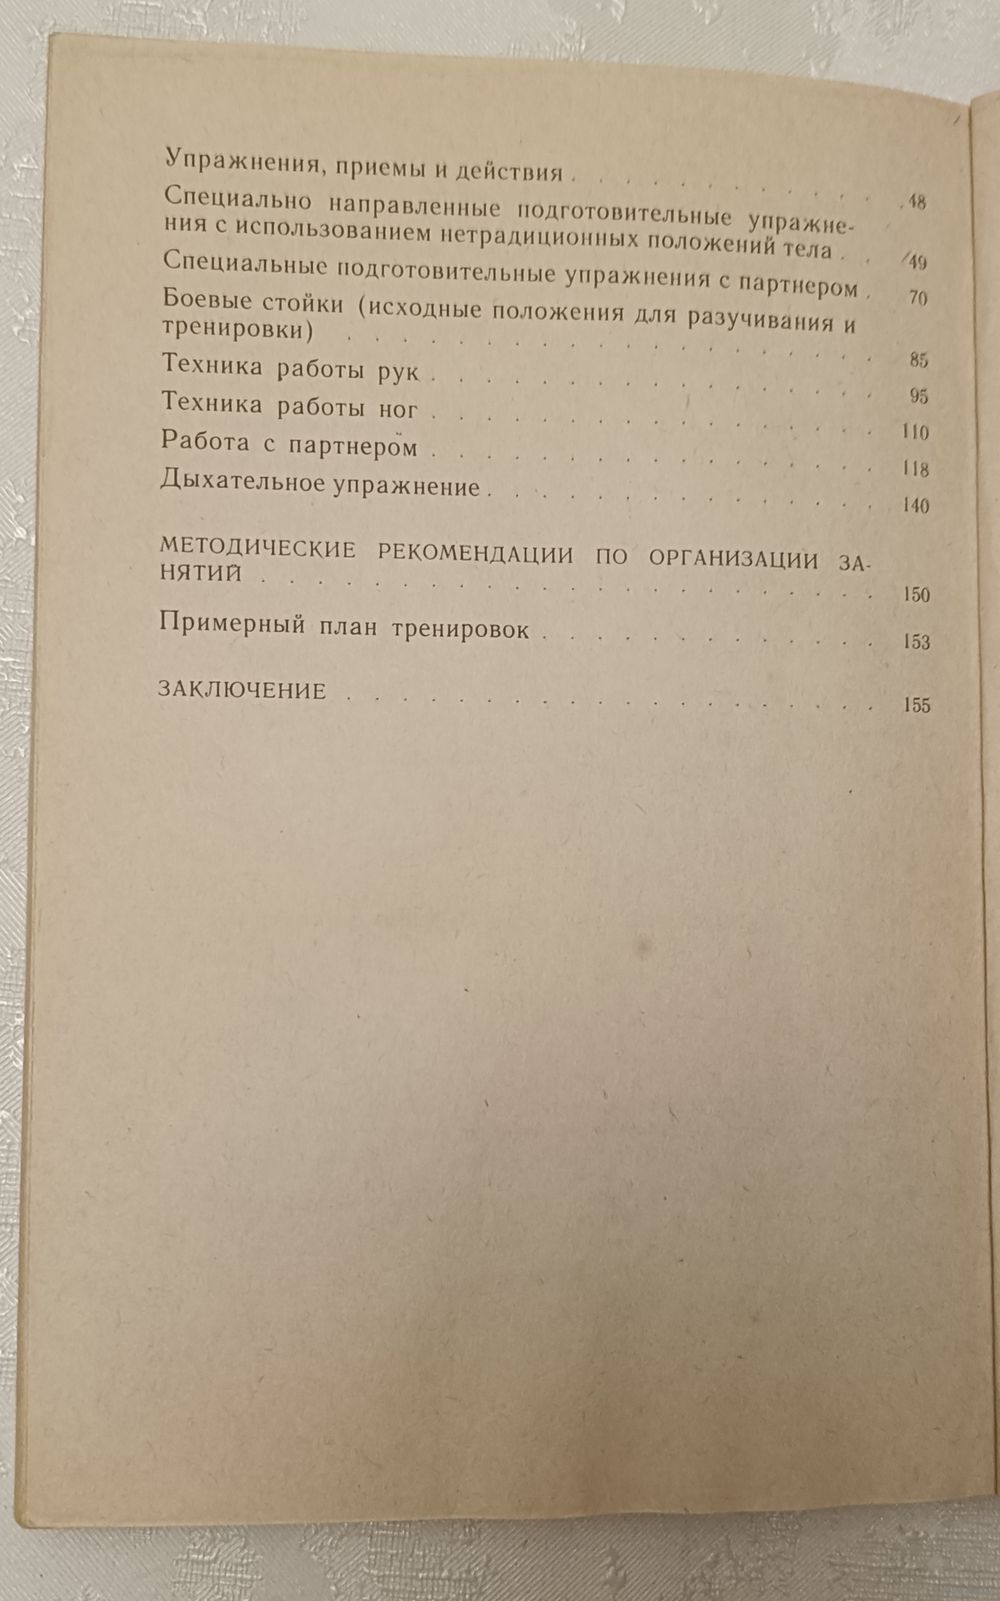 Упражнения, приемы и действия . . . . . . . . . . . . 48
Специально направленные подготовительные упражне-
ния с использованием нетрадиционных положений тела . . 49
Специальные подготовительные упражнения с партнером . 70
Боевые стойки (исходные положения для разучивания и
тренировки) . . . . . . . . . . . . . . . . . . . . 85
Техника работы рук . . . . . . . . . . . . . . . . . 95
Техника работы ног . . . . . . . . . . . . . . . . . 110
Работа с партнером . . . . . . . . . . . . . . . . . 118
Дыхательное упражнение . . . . . . . . . . . . . . . 140
МЕТОДИЧЕСКИЕ РЕКОМЕНДАЦИИ ПО ОРГАНИЗАЦИИ ЗА-
НЯТИЙ . . . . . . . . . . . . . . . . . . . . . . . 150
Примерный план тренировок . . . . . . . . . . . . . 153
ЗАКЛЮЧЕНИЕ . . . . . . . . . . . . . . . . . . . . 155